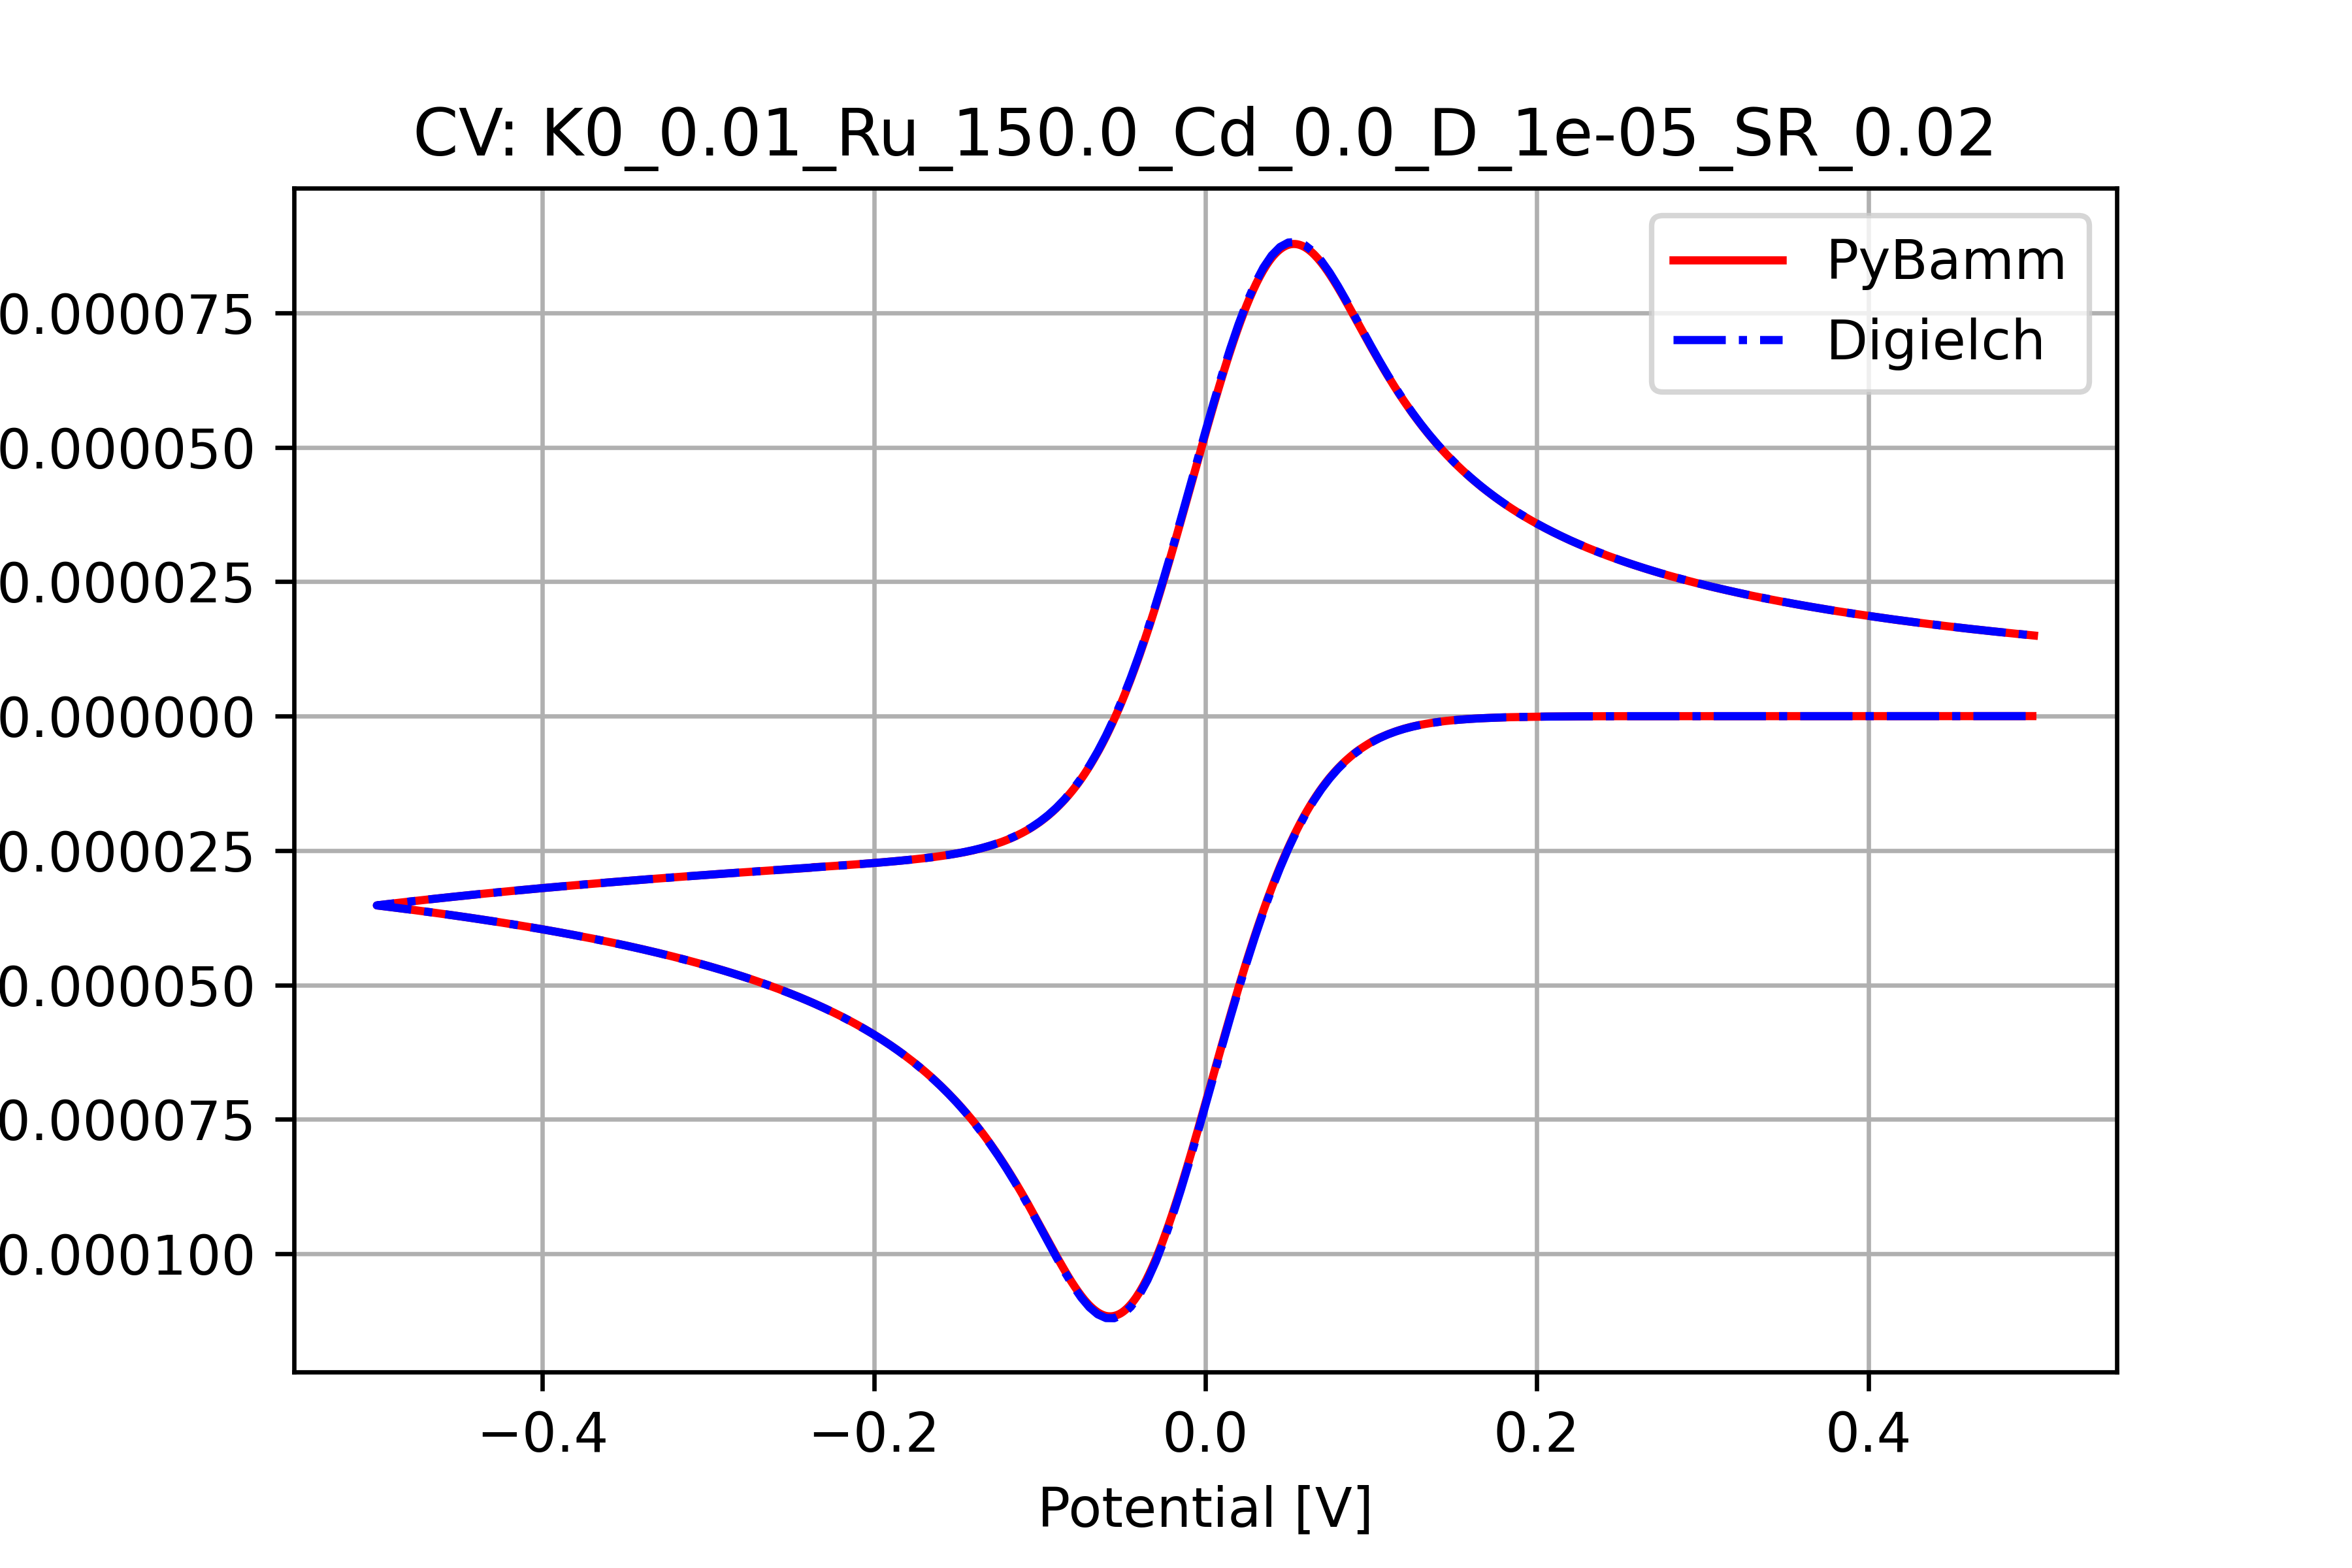 CV: K0_0.01_Ru_150.0_Cd_0.0_D_1e-05_SR_0.02
PyBamm
Digielch
0.000075
0.000050
0.000025
0.000000
0.000025
0.000050
0.000075
0.000100
−0.4 −0.2 0.0 0.2 0.4
Potential [V]